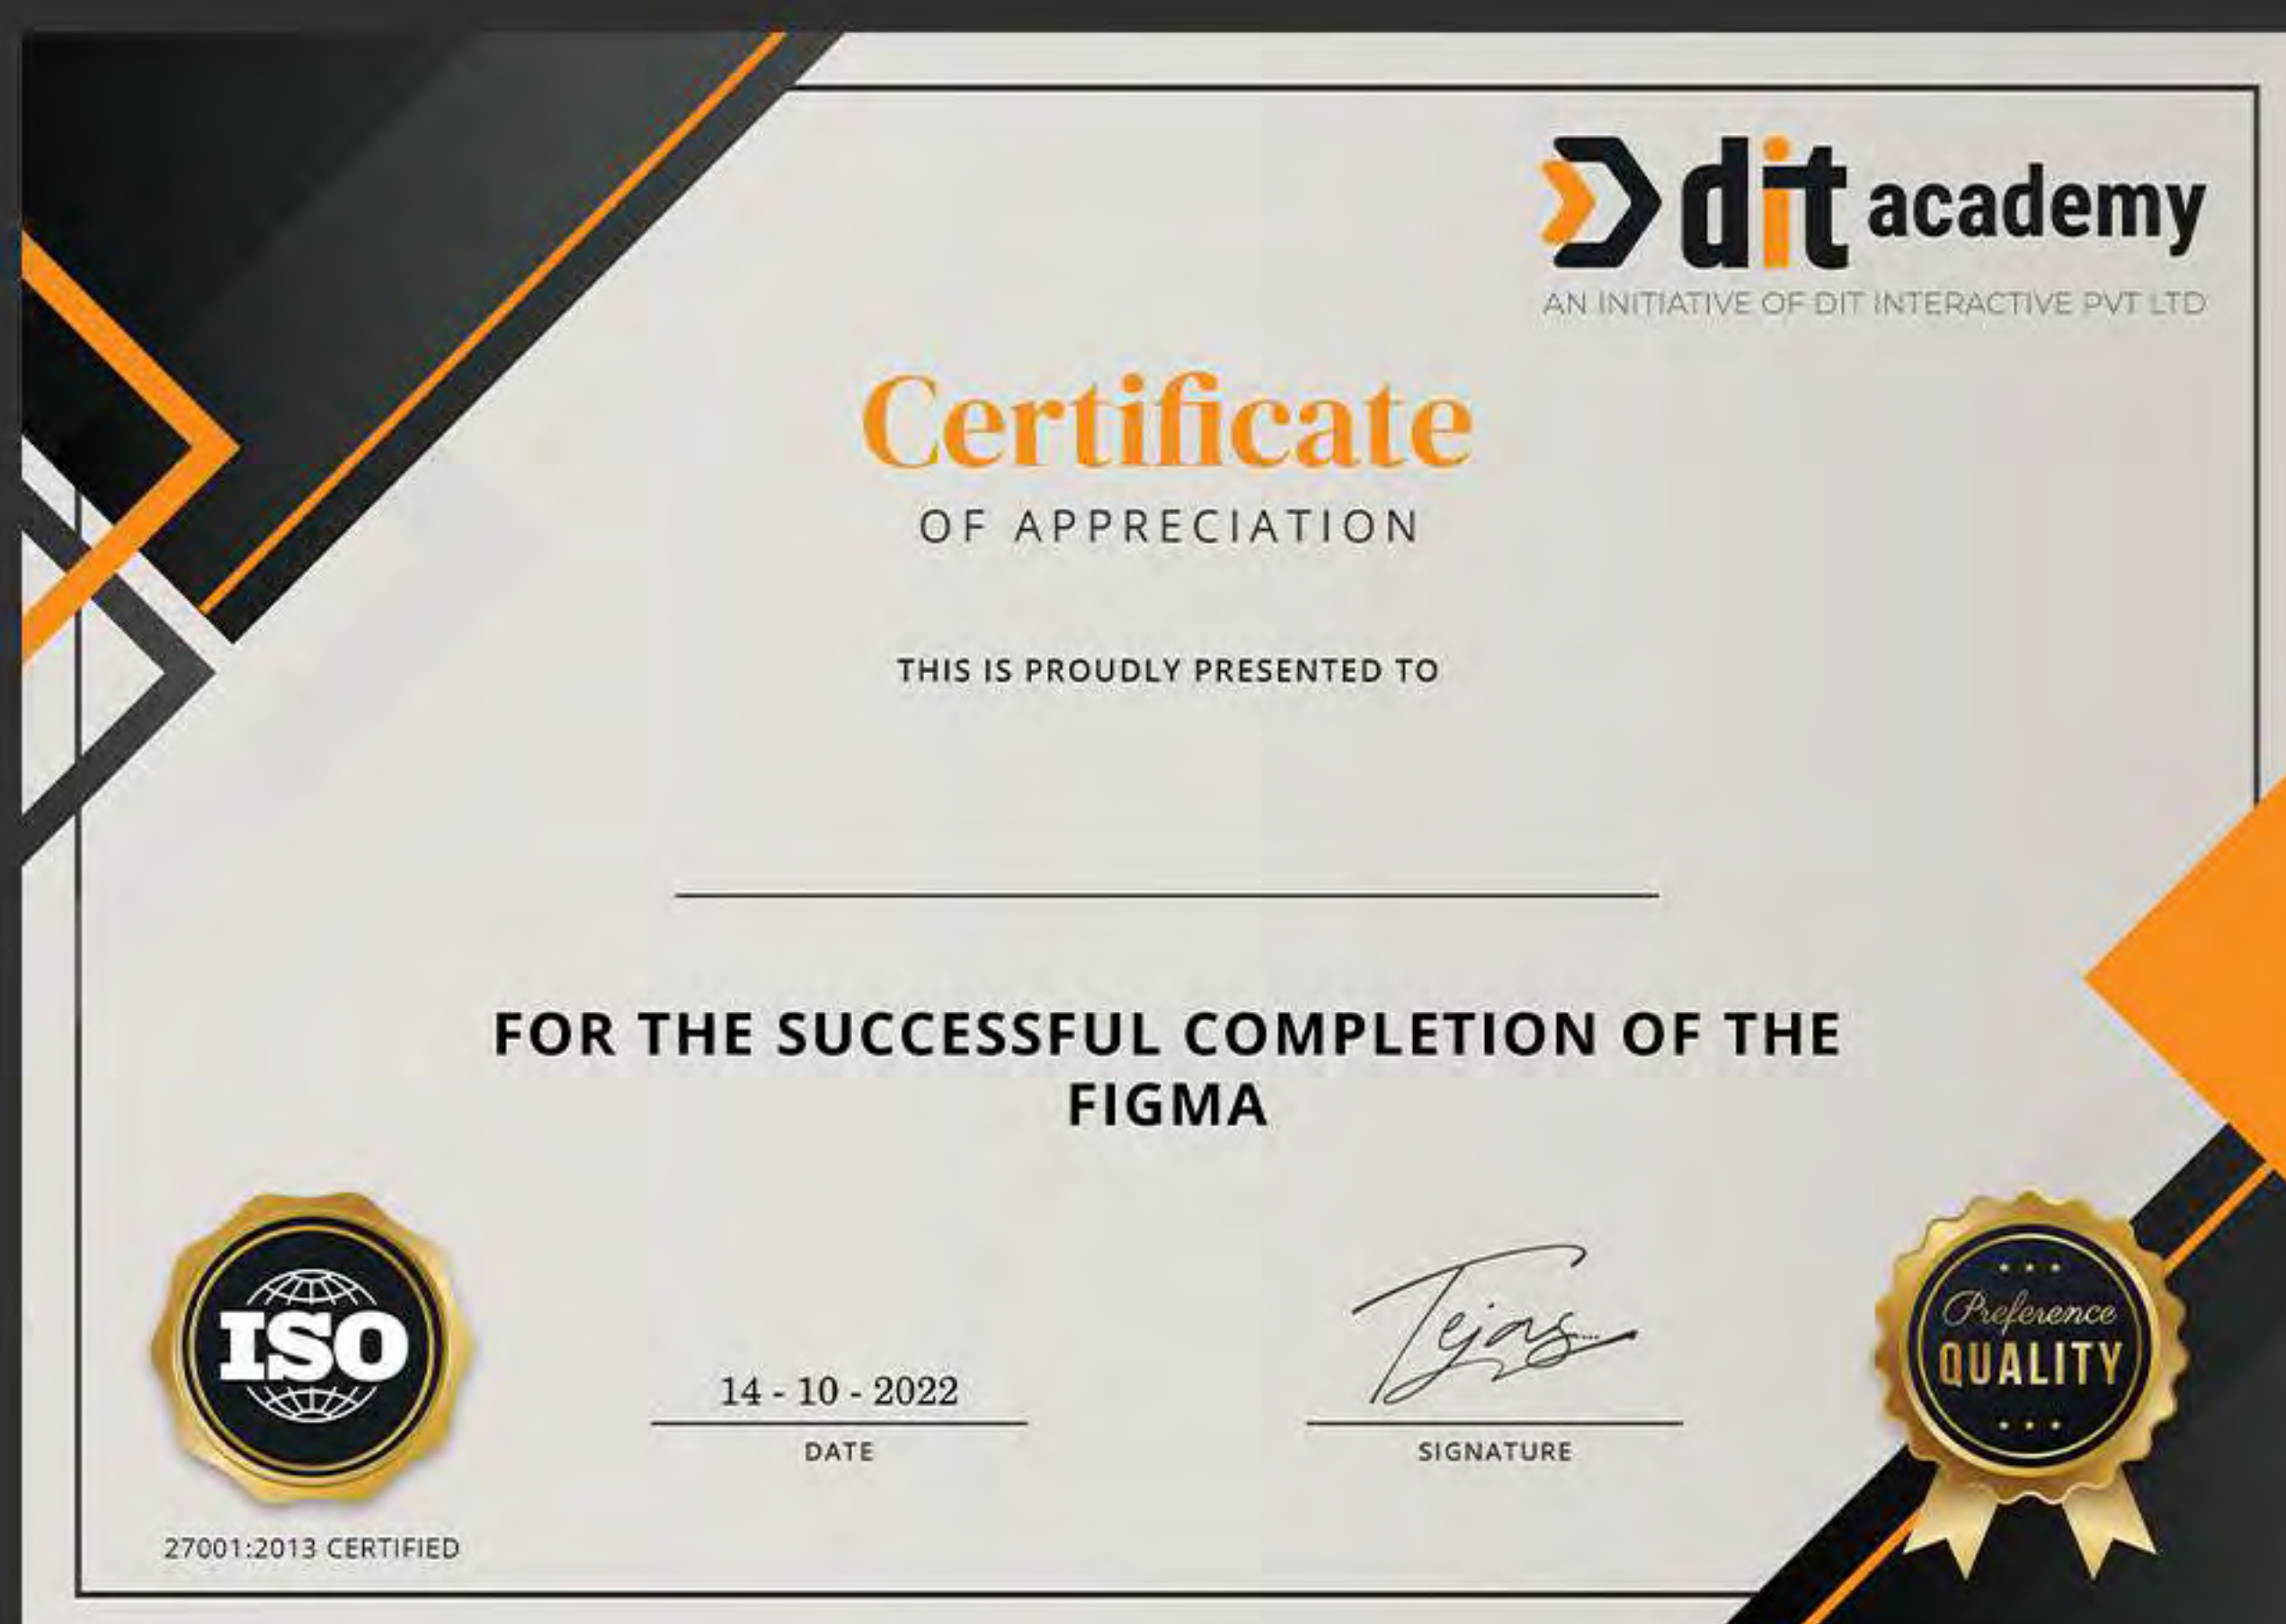 dit academy
AN INITIATIVE OF DIT INTERACTIVE PVT LTD
Certificate
OF APPRECIATION
THIS IS PROUDLY PRESENTED TO
FOR THE SUCCESSFUL COMPLETION OF THE
FIGMA
ISO
27001:2013 CERTIFIED
14 - 10 - 2022
DATE
Tejas
SIGNATURE
Preference
QUALITY